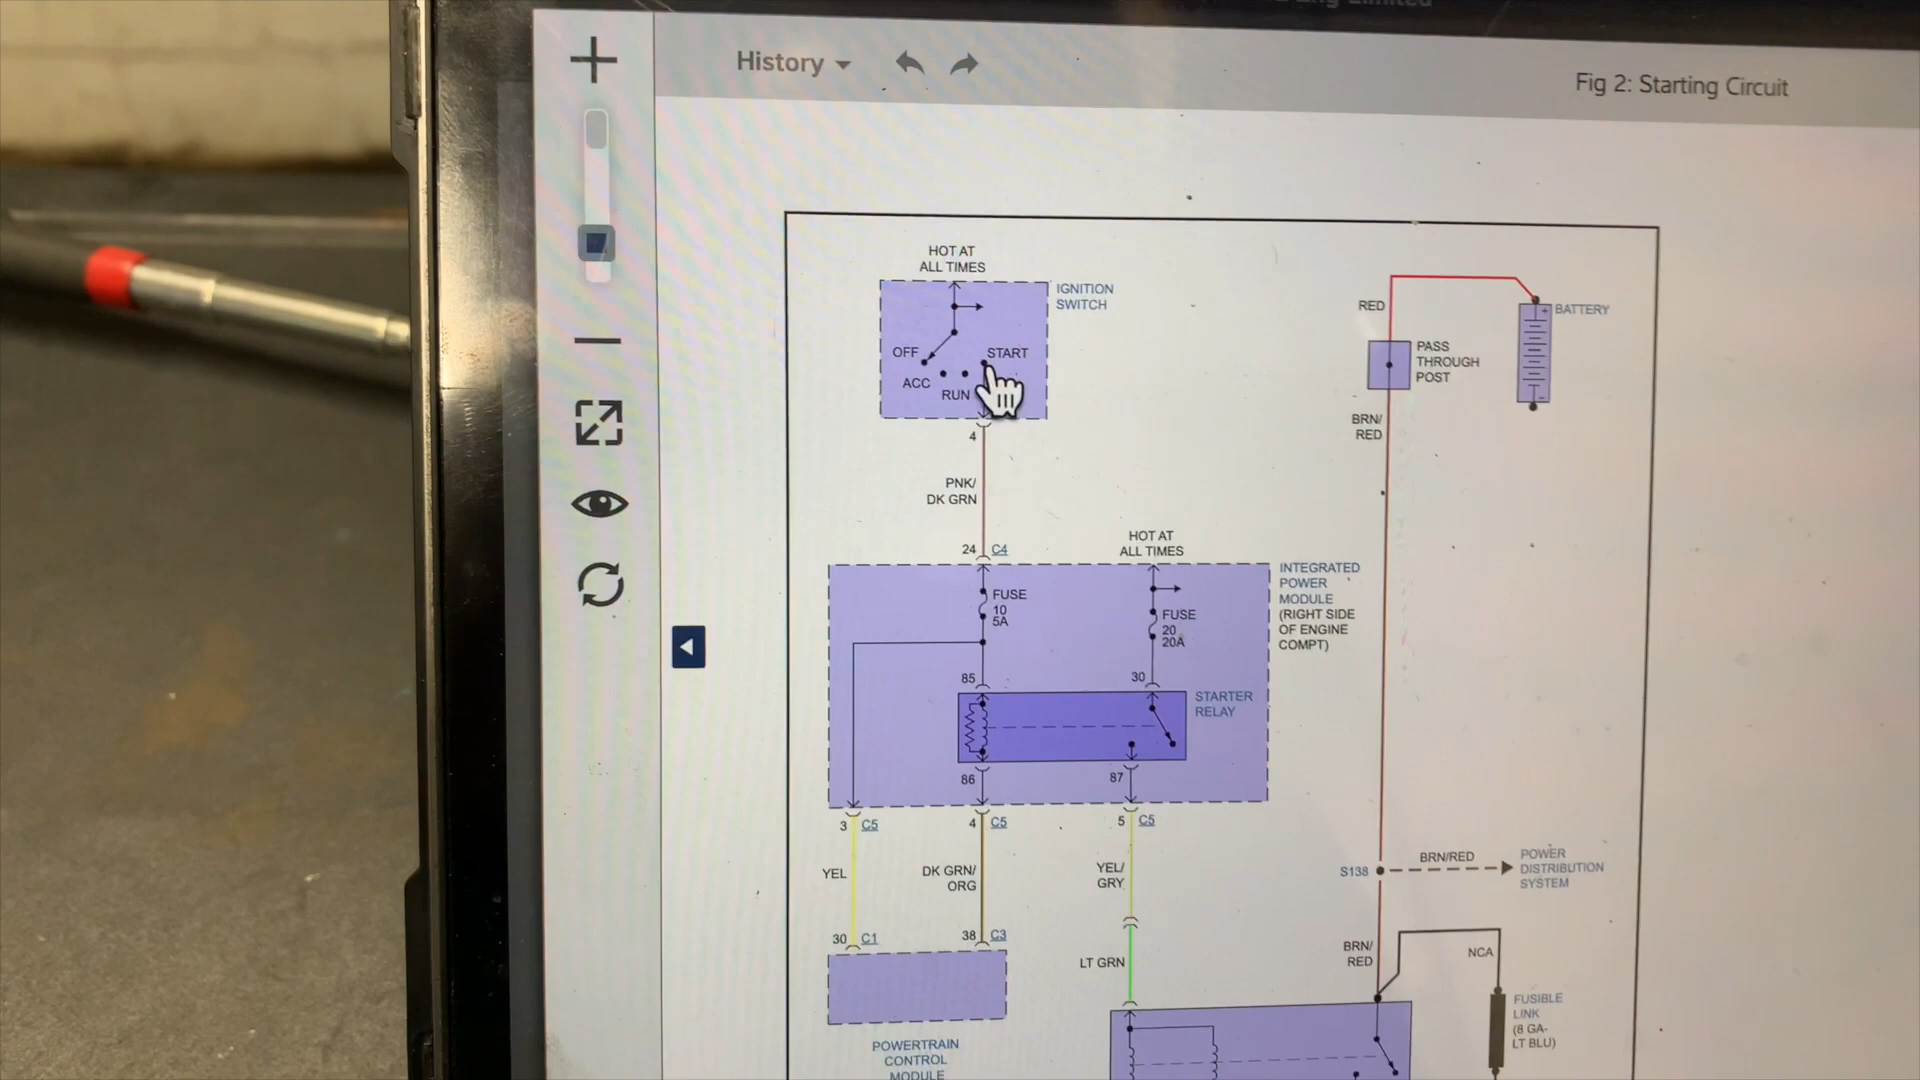 History
Fig 2: Starting Circuit
HOT AT
ALL TIMES
IGNITION
SWITCH
OFF
START
ACC
RUN
4
PNK/
DK GRN
24 C4
RED
BATTERY
+
-
PASS
THROUGH
POST
BRN/
RED
HOT AT
ALL TIMES
INTEGRATED
POWER
MODULE
(RIGHT SIDE
OF ENGINE
COMPT)
FUSE
10
5A
FUSE
20
20A
85
30
STARTER
RELAY
86
87
3 C5
4 C5
5 C5
YEL
DK GRN/
ORG
YEL/
GRY
S138
BRN/RED
POWER
DISTRIBUTION
SYSTEM
30 C1
38 C3
LT GRN
BRN/
RED
NCA
FUSIBLE
LINK
(8 GA-
LT BLU)
POWERTRAIN
CONTROL
MODULE